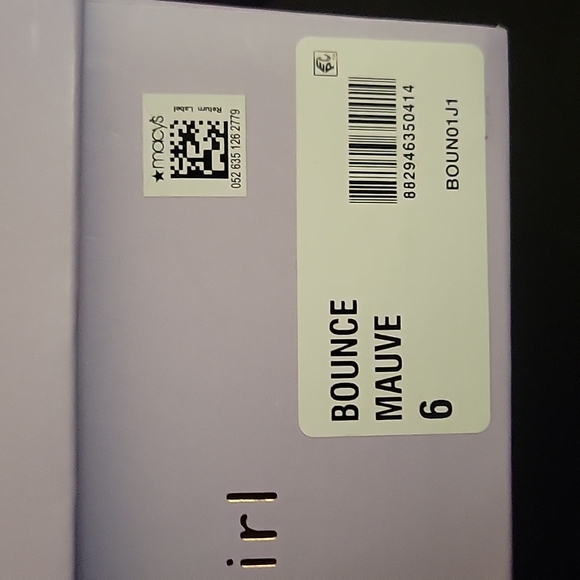 ★macy's
Return Label
052 635 126 2779
882946350414
BOUN01J1
BOUNCE
MAUVE
6
irl